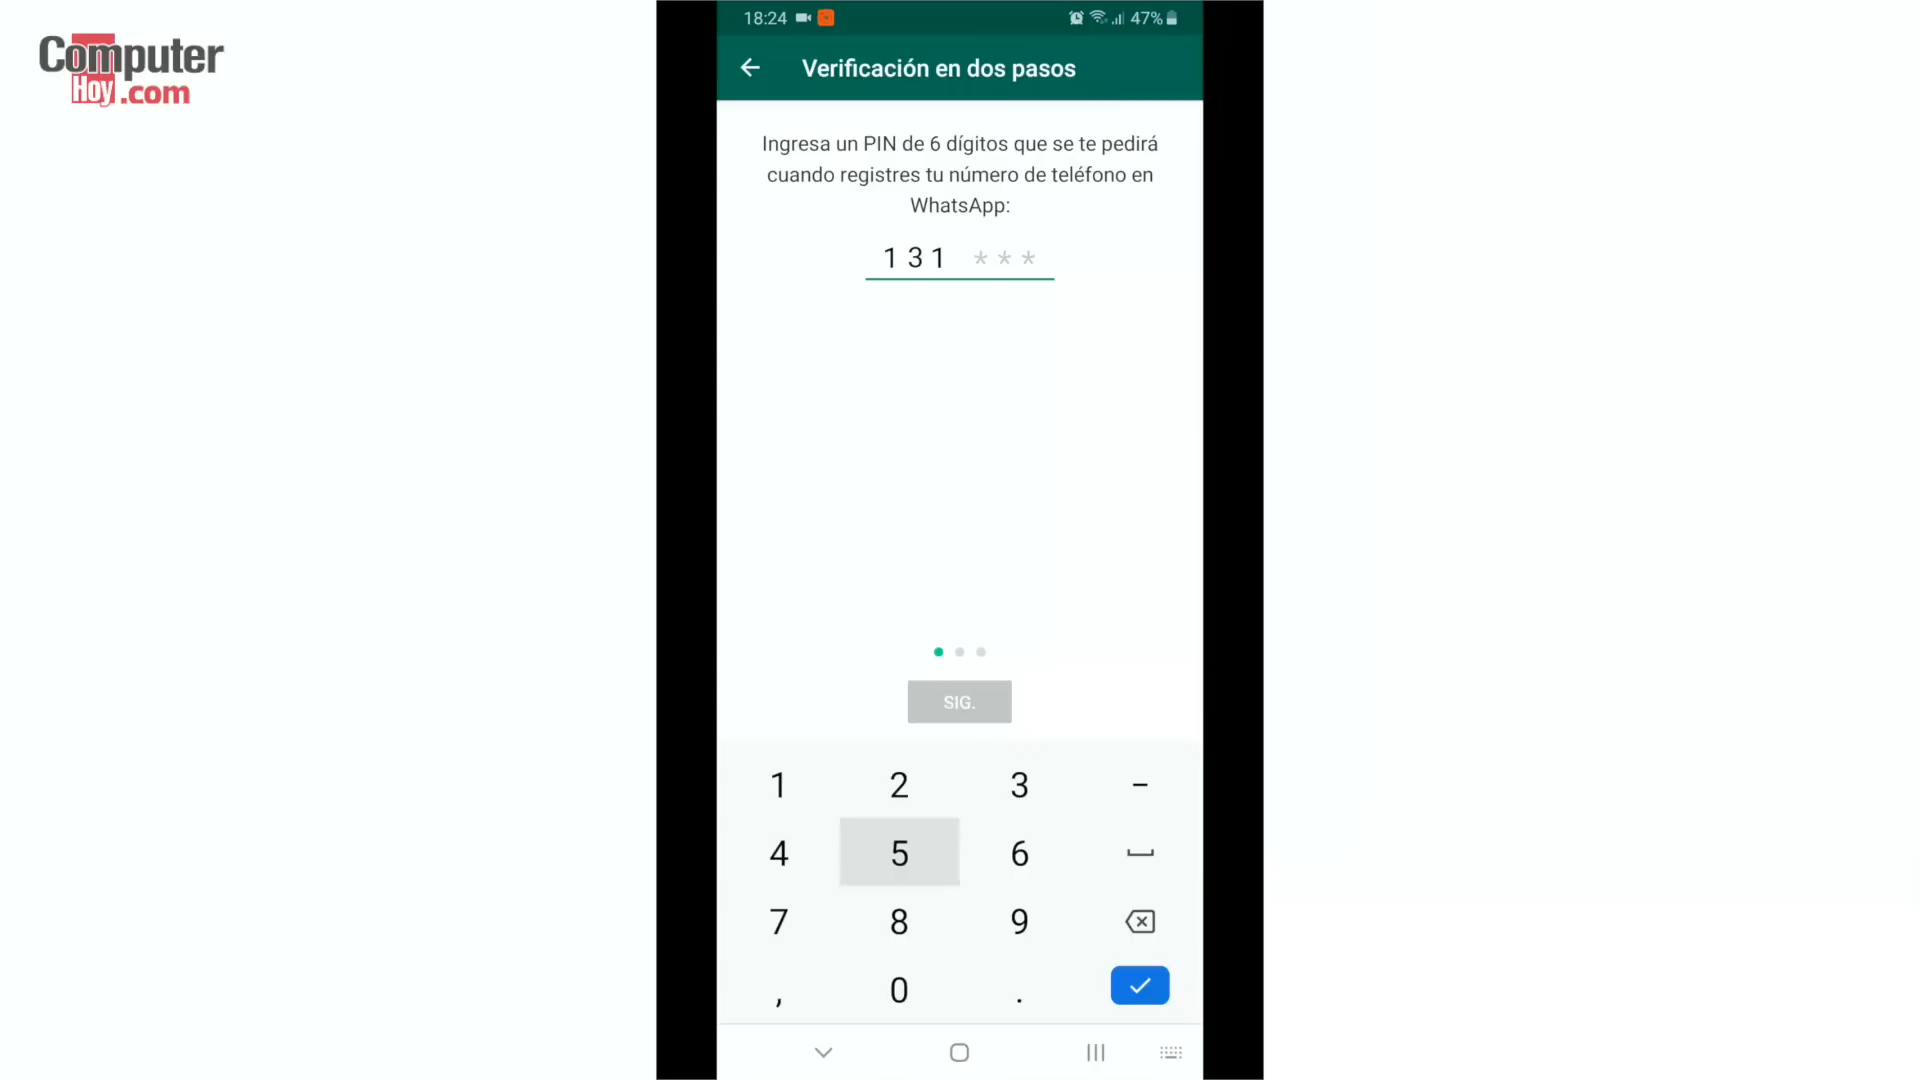 Computer
Hoy.com
18:24
47%
Verificación en dos pasos
Ingresa un PIN de 6 dígitos que se te pedirá
cuando registres tu número de teléfono en
WhatsApp:
1 3 1 * * *
SIG.
1 2 3 -
4 5 6
7 8 9
, 0 .